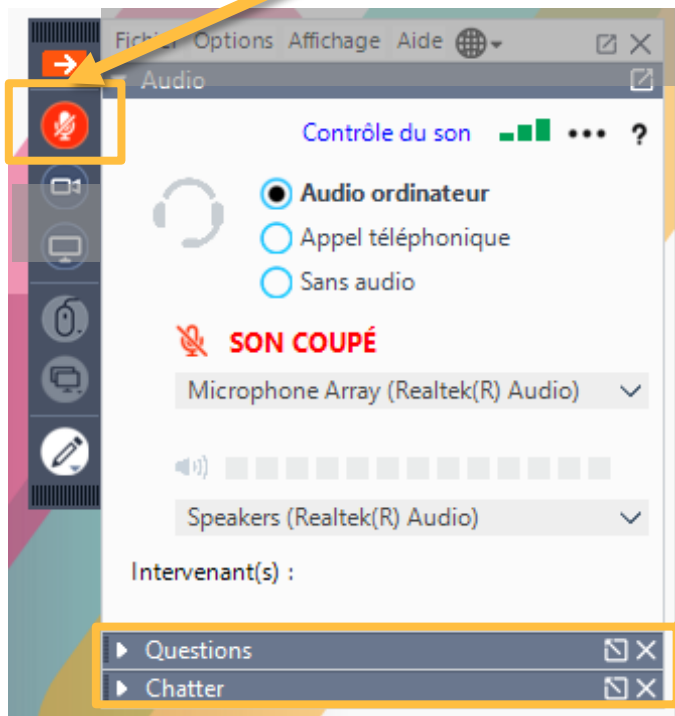 Fichier Options Affichage Aide
Audio
Contrôle du son ?
Audio ordinateur
Appel téléphonique
Sans audio
SON COUPÉ
Microphone Array (Realtek(R) Audio)
Speakers (Realtek(R) Audio)
Intervenant(s) :
Questions
Chatter